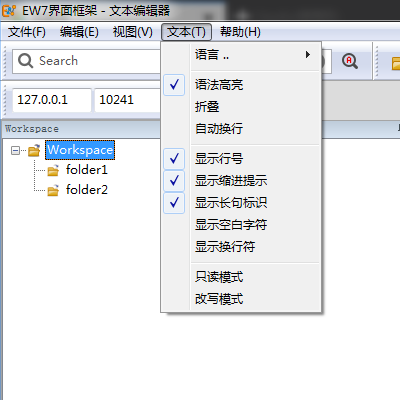 EW7界面框架 - 文本编辑器
文件(F) 编辑(E) 视图(V) 文本(T) 帮助(H)
Search
127.0.0.1 10241
Workspace
Workspace
folder1
folder2
语言 ..
语法高亮
折叠
自动换行
显示行号
显示缩进提示
显示长句标识
显示空白字符
显示换行符
只读模式
改写模式